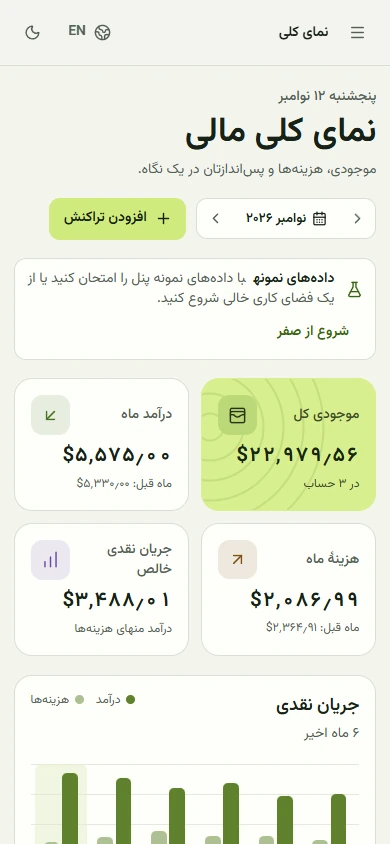 نمای کلی
EN
پنجشنبه ۱۲ نوامبر
نمای کلی مالی
موجودی، هزینه‌ها و پس‌اندازتان در یک نگاه.
نوامبر ۲۰۲۶
افزودن تراکنش
داده‌های نمونه با داده‌های نمونه پنل را امتحان کنید یا از
یک فضای کاری خالی شروع کنید.
شروع از صفر
موجودی کل
$۲۲,۹۷۹٫۵۶
در ۳ حساب
درآمد ماه
$۵,۵۷۵٫۰۰
ماه قبل: $۵,۳۳۰٫۰۰
هزینهٔ ماه
$۲,۰۸۶٫۹۹
ماه قبل: $۲,۳۶۴٫۹۱
جریان نقدی
خالص
$۳,۴۸۸٫۰۱
درآمد منهای هزینه‌ها
جریان نقدی
۶ ماه اخیر
درآمد
هزینه‌ها